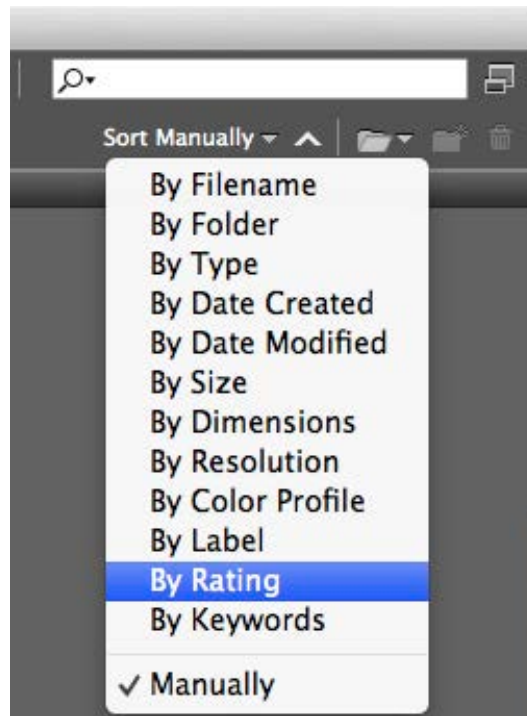 Sort Manually
By Filename
By Folder
By Type
By Date Created
By Date Modified
By Size
By Dimensions
By Resolution
By Color Profile
By Label
By Rating
By Keywords
Manually